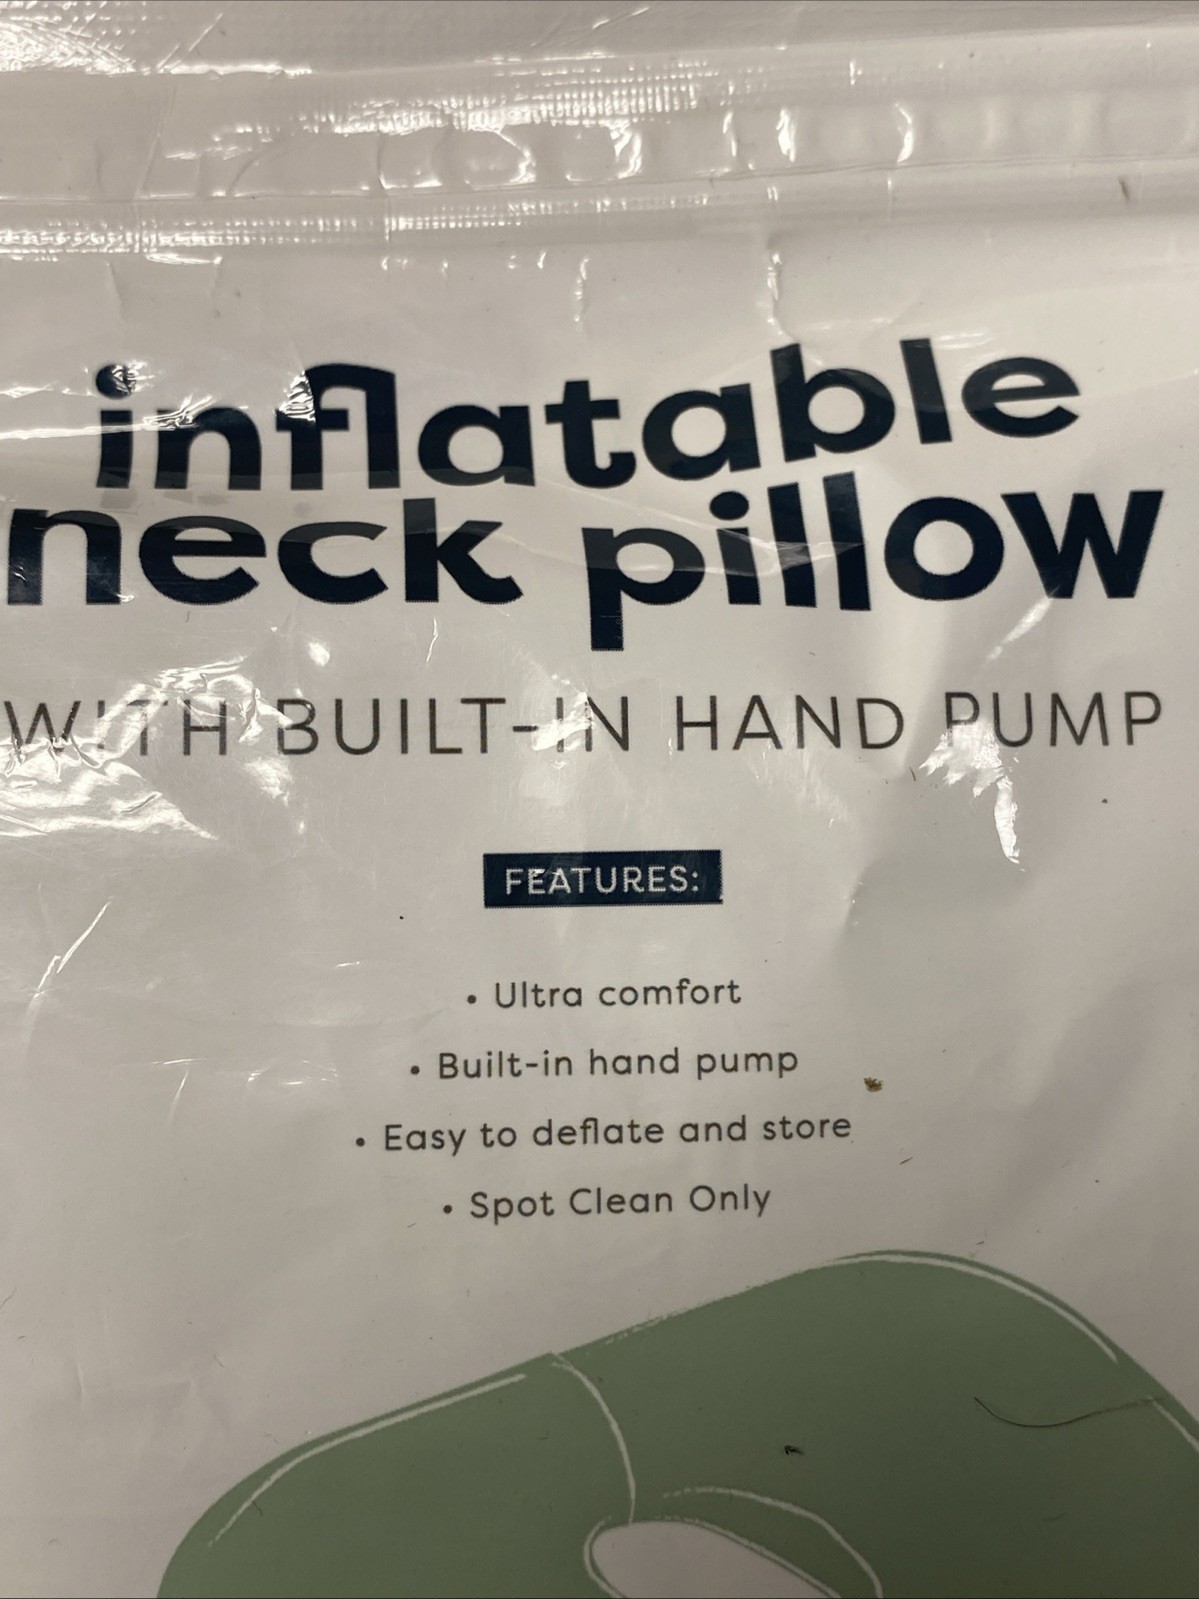 inflatable
neck pillow
WITH BUILT-IN HAND PUMP
FEATURES:
• Ultra comfort
• Built-in hand pump
• Easy to deflate and store
• Spot Clean Only